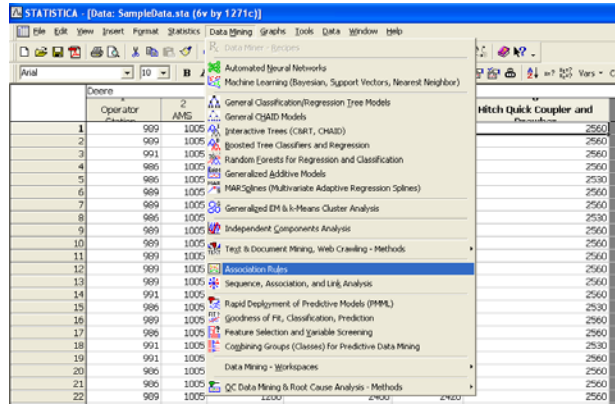 STATISTICA - [Data: SampleData.sta (6v by 1271c)]
File Edit View Insert Format Statistics Data Mining Graphs Tools Data Window Help
Arial 10 B Vars
Deere
Operator 2 AMS Hitch Quick Coupler and
Data Miner - Recipes
Automated Neural Networks
Machine Learning (Bayesian, Support Vectors, Nearest Neighbor)
General Classification/Regression Tree Models
General CHAID Models
Interactive Trees (C&RT, CHAID)
Boosted Tree Classifiers and Regression
Random Forests for Regression and Classification
Generalized Additive Models
MARSplines (Multivariate Adaptive Regression Splines)
Generalized EM & k-Means Cluster Analysis
Independent Components Analysis
Text & Document Mining, Web Crawling - Methods
Association Rules
Sequence, Association, and Link Analysis
Rapid Deployment of Predictive Models (PMML)
Goodness of Fit, Classification, Prediction
Feature Selection and Variable Screening
Combining Groups (Classes) for Predictive Data Mining
Data Mining - Workspaces
QC Data Mining & Root Cause Analysis - Methods
1 989 1005 2560
2 989 1005 2560
3 991 1005 2560
4 986 1005 2560
5 986 1005 2530
6 989 1005 2560
7 989 1005 2560
8 986 1005 2530
9 989 1005 2560
10 989 1005 2560
11 989 1005 2560
12 989 1005 2560
13 989 1005 2560
14 991 1005 2560
15 986 1005 2530
16 989 1005 2560
17 986 1005 2560
18 991 1005 2530
19 991 1005 2560
20 986 1005 2560
21 986 1005 2560
22 989 2560